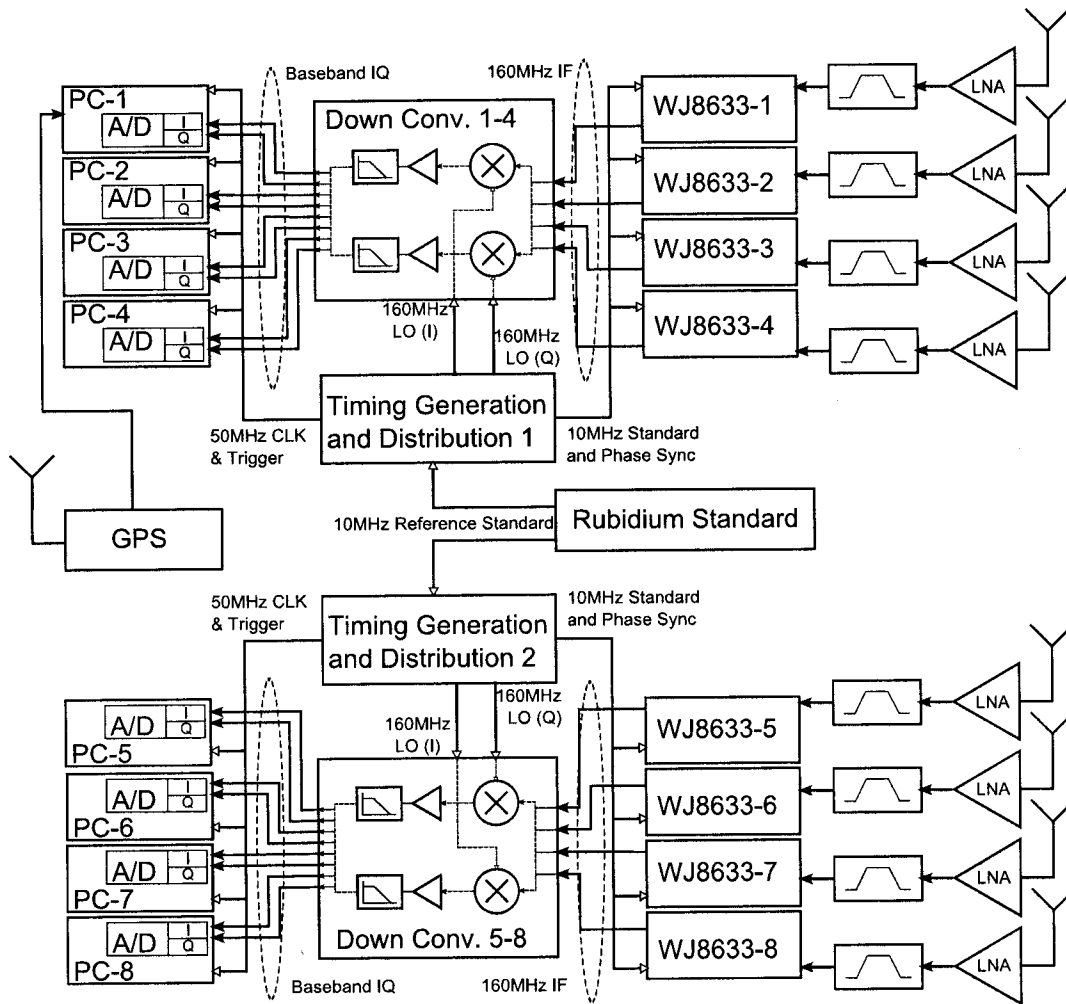 Baseband IQ
160MHz IF
PC-1
A/D
I
Q
PC-2
A/D
I
Q
PC-3
A/D
I
Q
PC-4
A/D
I
Q
Down Conv. 1-4
160MHz
LO (I)
160MHz
LO (Q)
WJ8633-1
WJ8633-2
WJ8633-3
WJ8633-4
LNA
LNA
LNA
LNA
50MHz CLK
& Trigger
Timing Generation
and Distribution 1
10MHz Standard
and Phase Sync
GPS
10MHz Reference Standard
Rubidium Standard
50MHz CLK
& Trigger
Timing Generation
and Distribution 2
10MHz Standard
and Phase Sync
160MHz
LO (I)
160MHz
LO (Q)
A/D
I
Q
PC-5
A/D
I
Q
PC-6
A/D
I
Q
PC-7
A/D
I
Q
PC-8
Down Conv. 5-8
WJ8633-5
WJ8633-6
WJ8633-7
WJ8633-8
LNA
LNA
LNA
LNA
Baseband IQ
160MHz IF